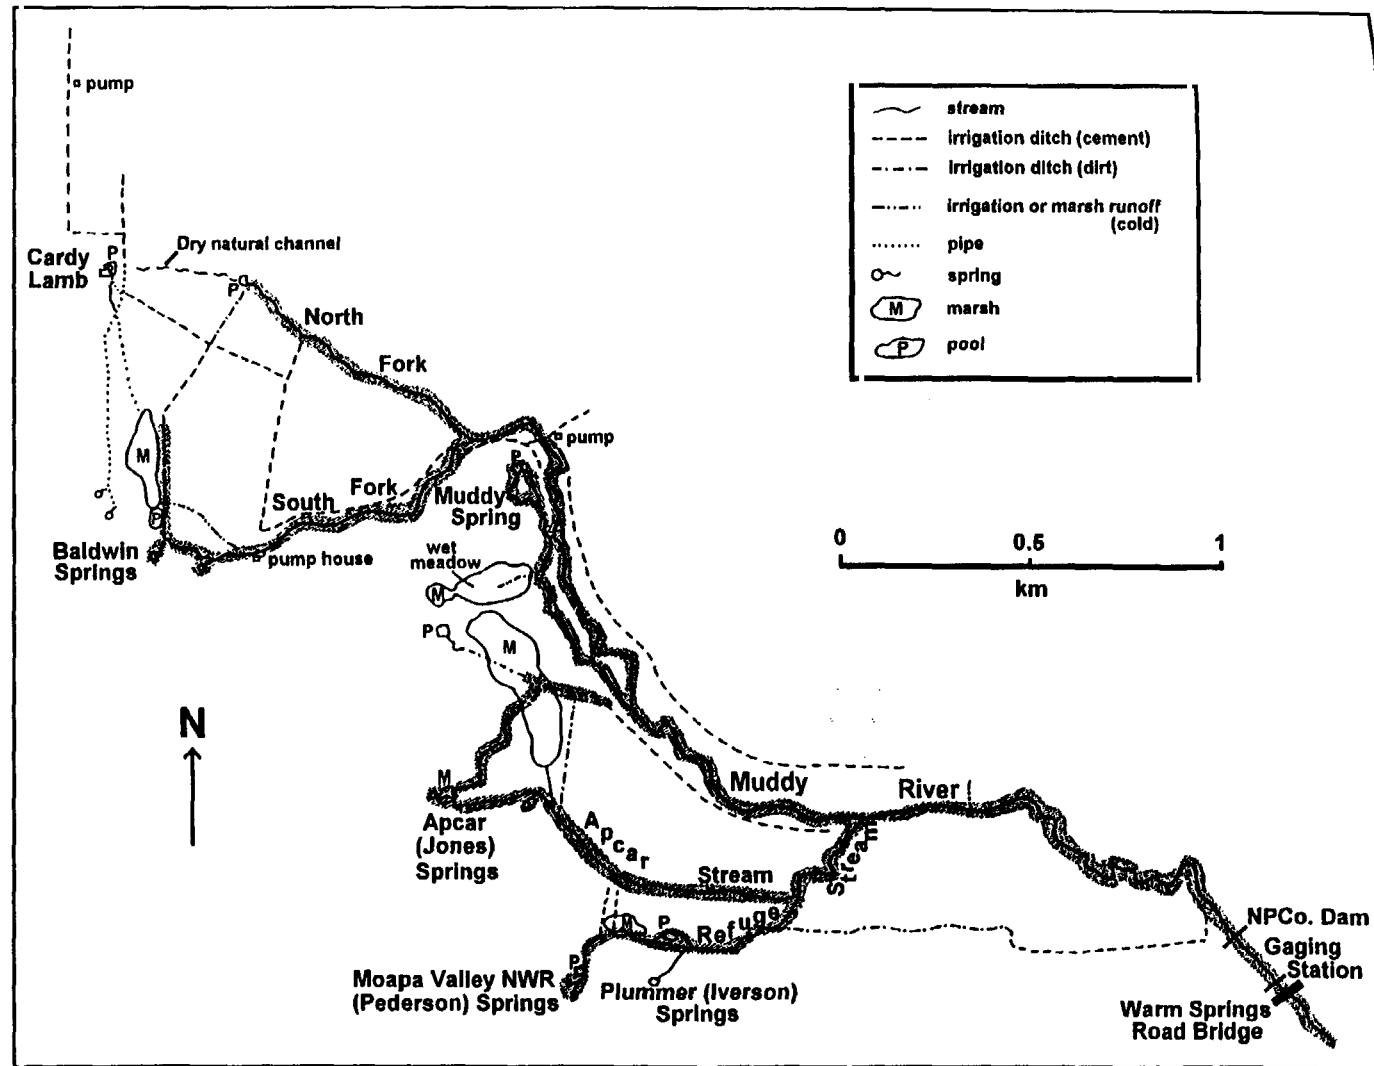 pump
stream
irrigation ditch (cement)
irrigation ditch (dirt)
irrigation or marsh runoff
(cold)
pipe
spring
M
marsh
P
pool
Dry natural channel
Cardy
Lamb
P
P
North
Fork
pump
P
M
Fork
South
Muddy
Spring
P
Baldwin
Springs
pump house
wet
meadow
M
P
M
0
0.5
1
km
N
M
Apcar
(Jones)
Springs
Apcar
Stream
Muddy
River
Stream
M
P
Refuge
P
Moapa Valley NWR
(Pederson) Springs
Plummer (Iverson)
Springs
NPCo. Dam
Gaging
Station
Warm Springs
Road Bridge